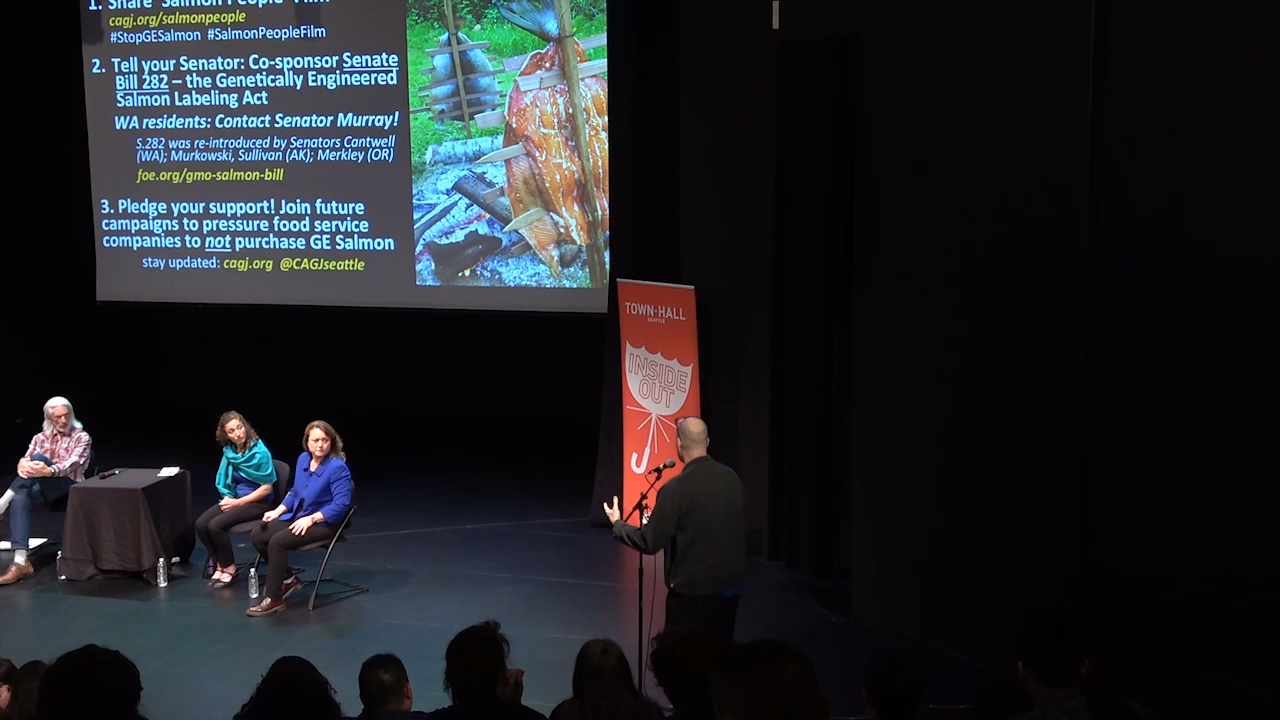 1. Share "Salmon People" Film
cagj.org/salmonpeople
#StopGESalmon #SalmonPeopleFilm
2. Tell your Senator: Co-sponsor Senate
Bill 282 – the Genetically Engineered
Salmon Labeling Act
WA residents: Contact Senator Murray!
S.282 was re-introduced by Senators Cantwell
(WA); Murkowski, Sullivan (AK); Merkley (OR)
foe.org/gmo-salmon-bill
3. Pledge your support! Join future
campaigns to pressure food service
companies to not purchase GE Salmon
stay updated: cagj.org @CAGJseattle
TOWN·HALL
SEATTLE
INSIDE
OUT